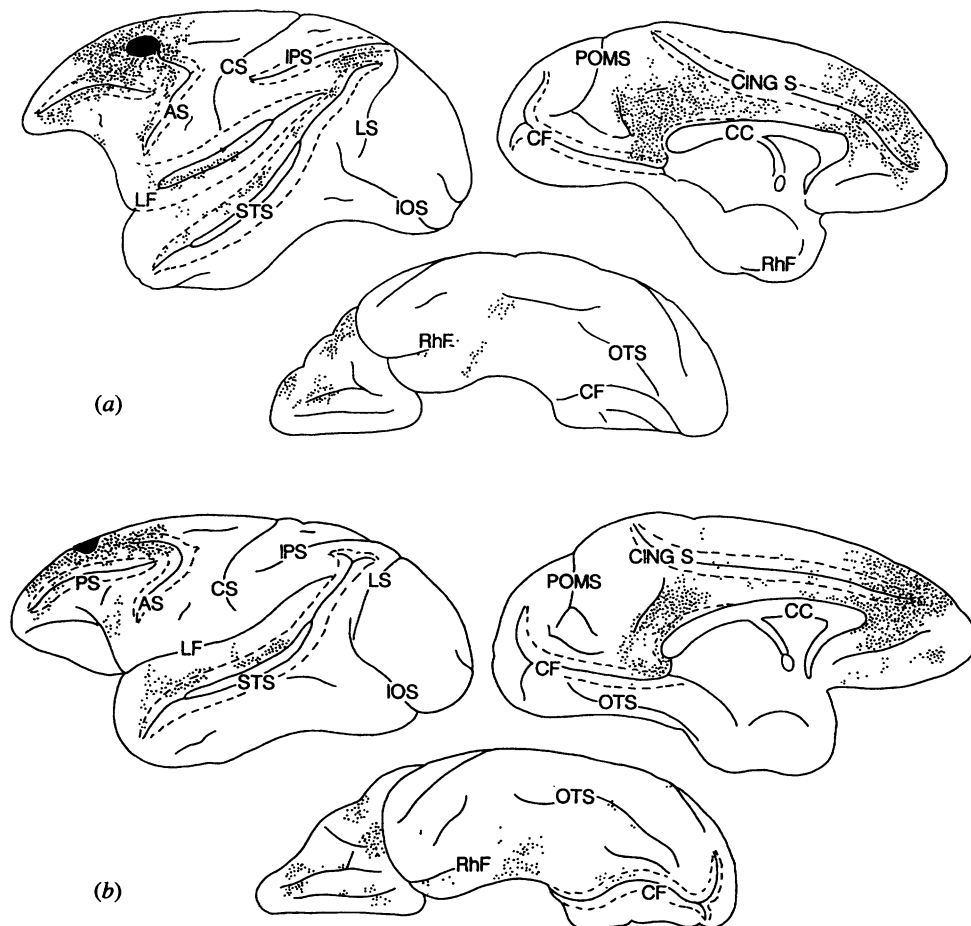 CS
IPS
AS
LS
LF
STS
IOS
POMS
CING S
CF
CC
RhF
RhF
OTS
CF
(a)
PS
AS
CS
IPS
LS
LF
STS
IOS
CING S
POMS
CC
CF
OTS
OTS
RhF
CF
(b)